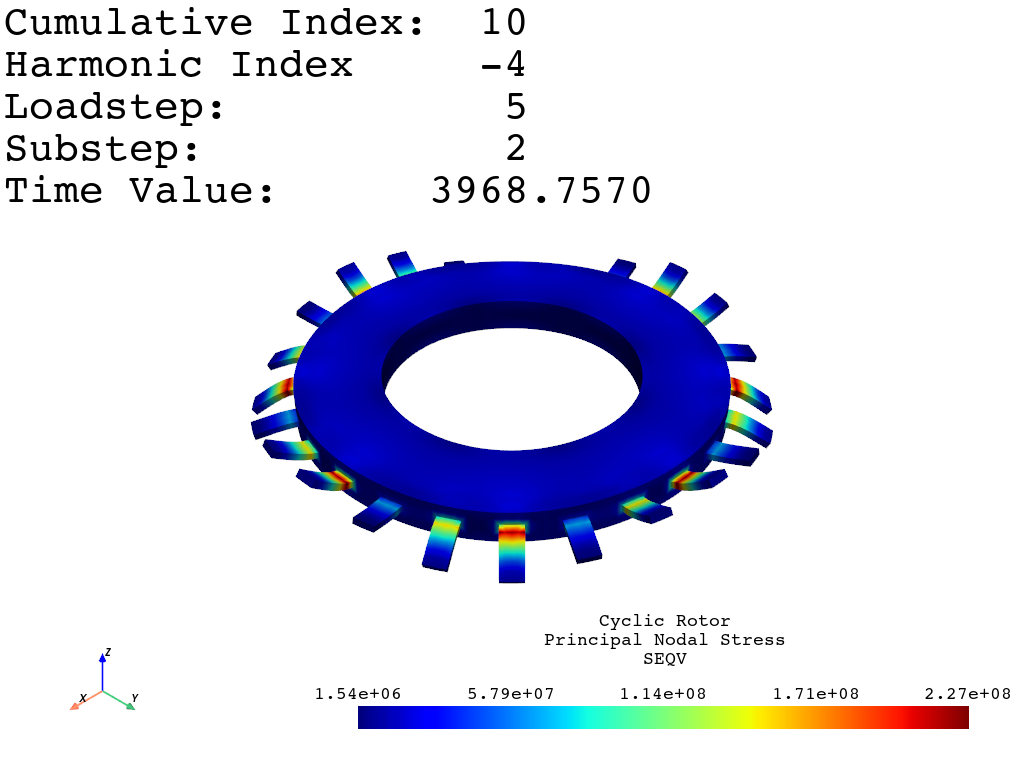 Cumulative Index: 10
Harmonic Index -4
Loadstep: 5
Substep: 2
Time Value: 3968.7570
Cyclic Rotor
Principal Nodal Stress
SEQV
Z
X Y
1.54e+06 5.79e+07 1.14e+08 1.71e+08 2.27e+08